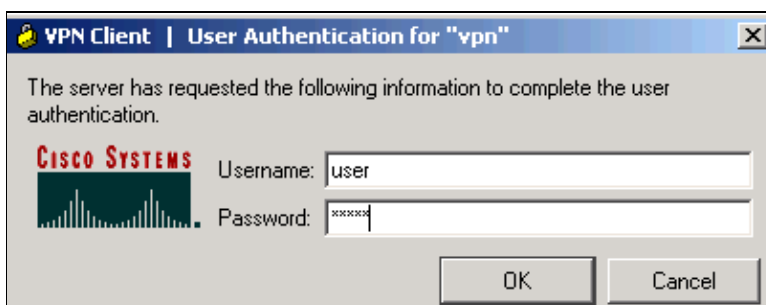 VPN Client | User Authentication for "vpn"
The server has requested the following information to complete the user
authentication.
CISCO SYSTEMS
Username: user
Password: *****
OK Cancel